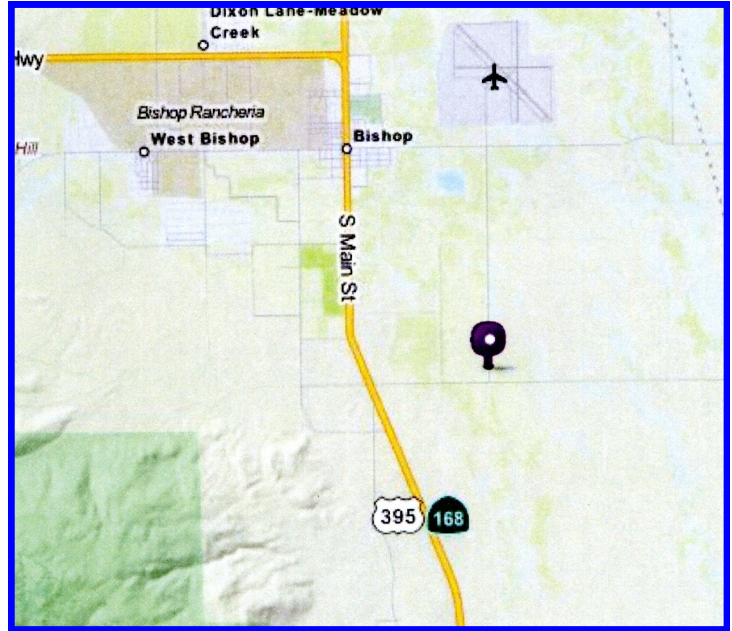 Dixon Lane-Meadow
Creek
Hwy
Bishop Rancheria
West Bishop
Bishop
Hill
S Main St
395
168